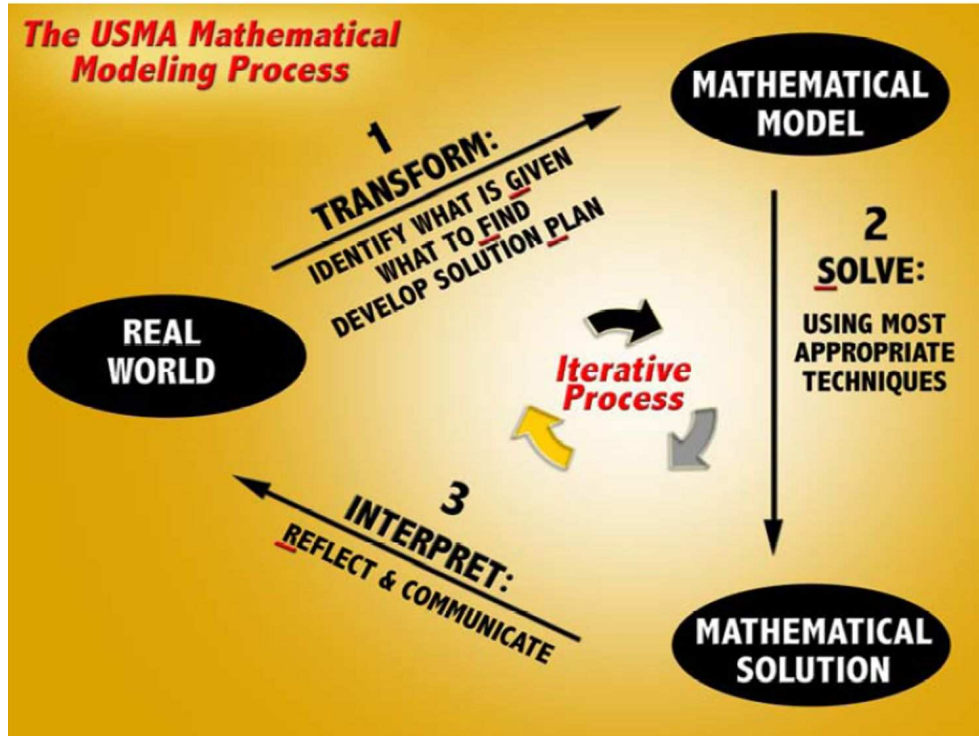 The USMA Mathematical
Modeling Process
MATHEMATICAL
MODEL
1
TRANSFORM:
IDENTIFY WHAT IS GIVEN
WHAT TO FIND
DEVELOP SOLUTION PLAN
2
SOLVE:
USING MOST
APPROPRIATE
TECHNIQUES
REAL
WORLD
Iterative
Process
3
INTERPRET:
REFLECT & COMMUNICATE
MATHEMATICAL
SOLUTION